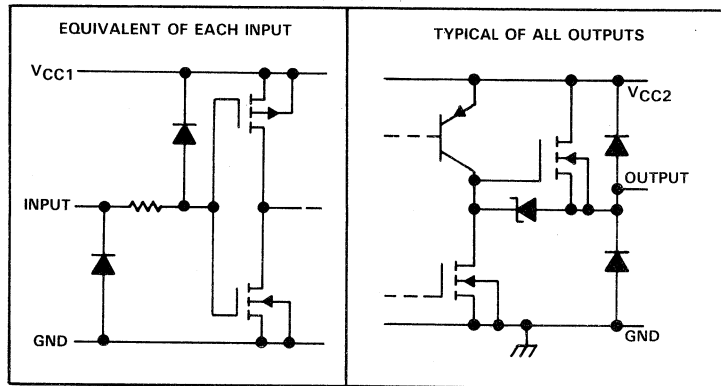 EQUIVALENT OF EACH INPUT
VCC1
INPUT
GND
TYPICAL OF ALL OUTPUTS
VCC2
OUTPUT
GND